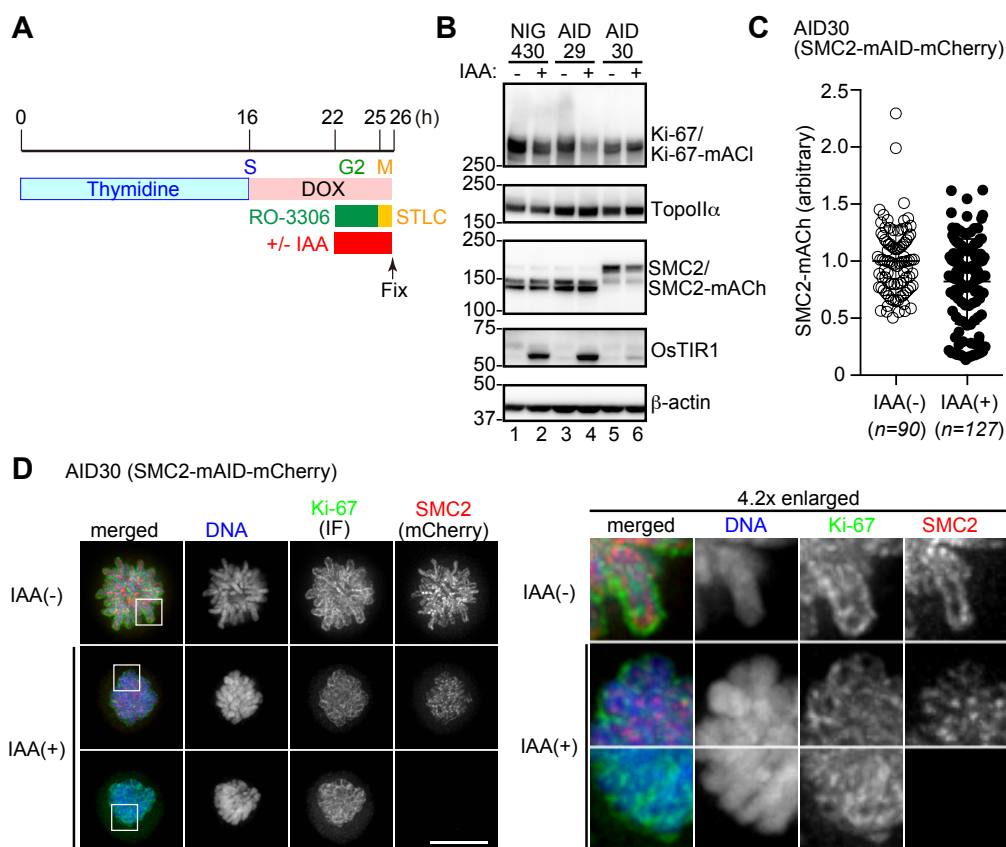 A
0 16 22 25 26 (h)
S G2 M
Thymidine DOX
RO-3306 STLC
+/- IAA
Fix
B
NIG AID AID
430 29 30
IAA: - + - + - +
Ki-67/
Ki-67-mACl
250
250
TopoIIα
150
250
SMC2/
150
SMC2-mACh
100
75
OsTIR1
50
50
β-actin
37
1 2 3 4 5 6
C
AID30
(SMC2-mAID-mCherry)
SMC2-mACh (arbitrary)
2.5
2.0
1.5
1.0
0.5
0
IAA(-) IAA(+)
(n=90) (n=127)
D
AID30 (SMC2-mAID-mCherry)
merged DNA Ki-67 (IF) SMC2 (mCherry)
IAA(-)
IAA(+)
4.2x enlarged
merged DNA Ki-67 SMC2
IAA(-)
IAA(+)